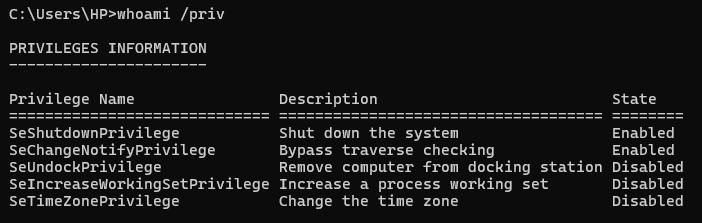 C:\Users\HP>whoami /priv
PRIVILEGES INFORMATION
----------------------
Privilege Name                Description                          State
============================= ==================================== ========
SeShutdownPrivilege           Shut down the system                 Enabled
SeChangeNotifyPrivilege       Bypass traverse checking             Enabled
SeUndockPrivilege             Remove computer from docking station Disabled
SeIncreaseWorkingSetPrivilege Increase a process working set       Disabled
SeTimeZonePrivilege           Change the time zone                 Disabled